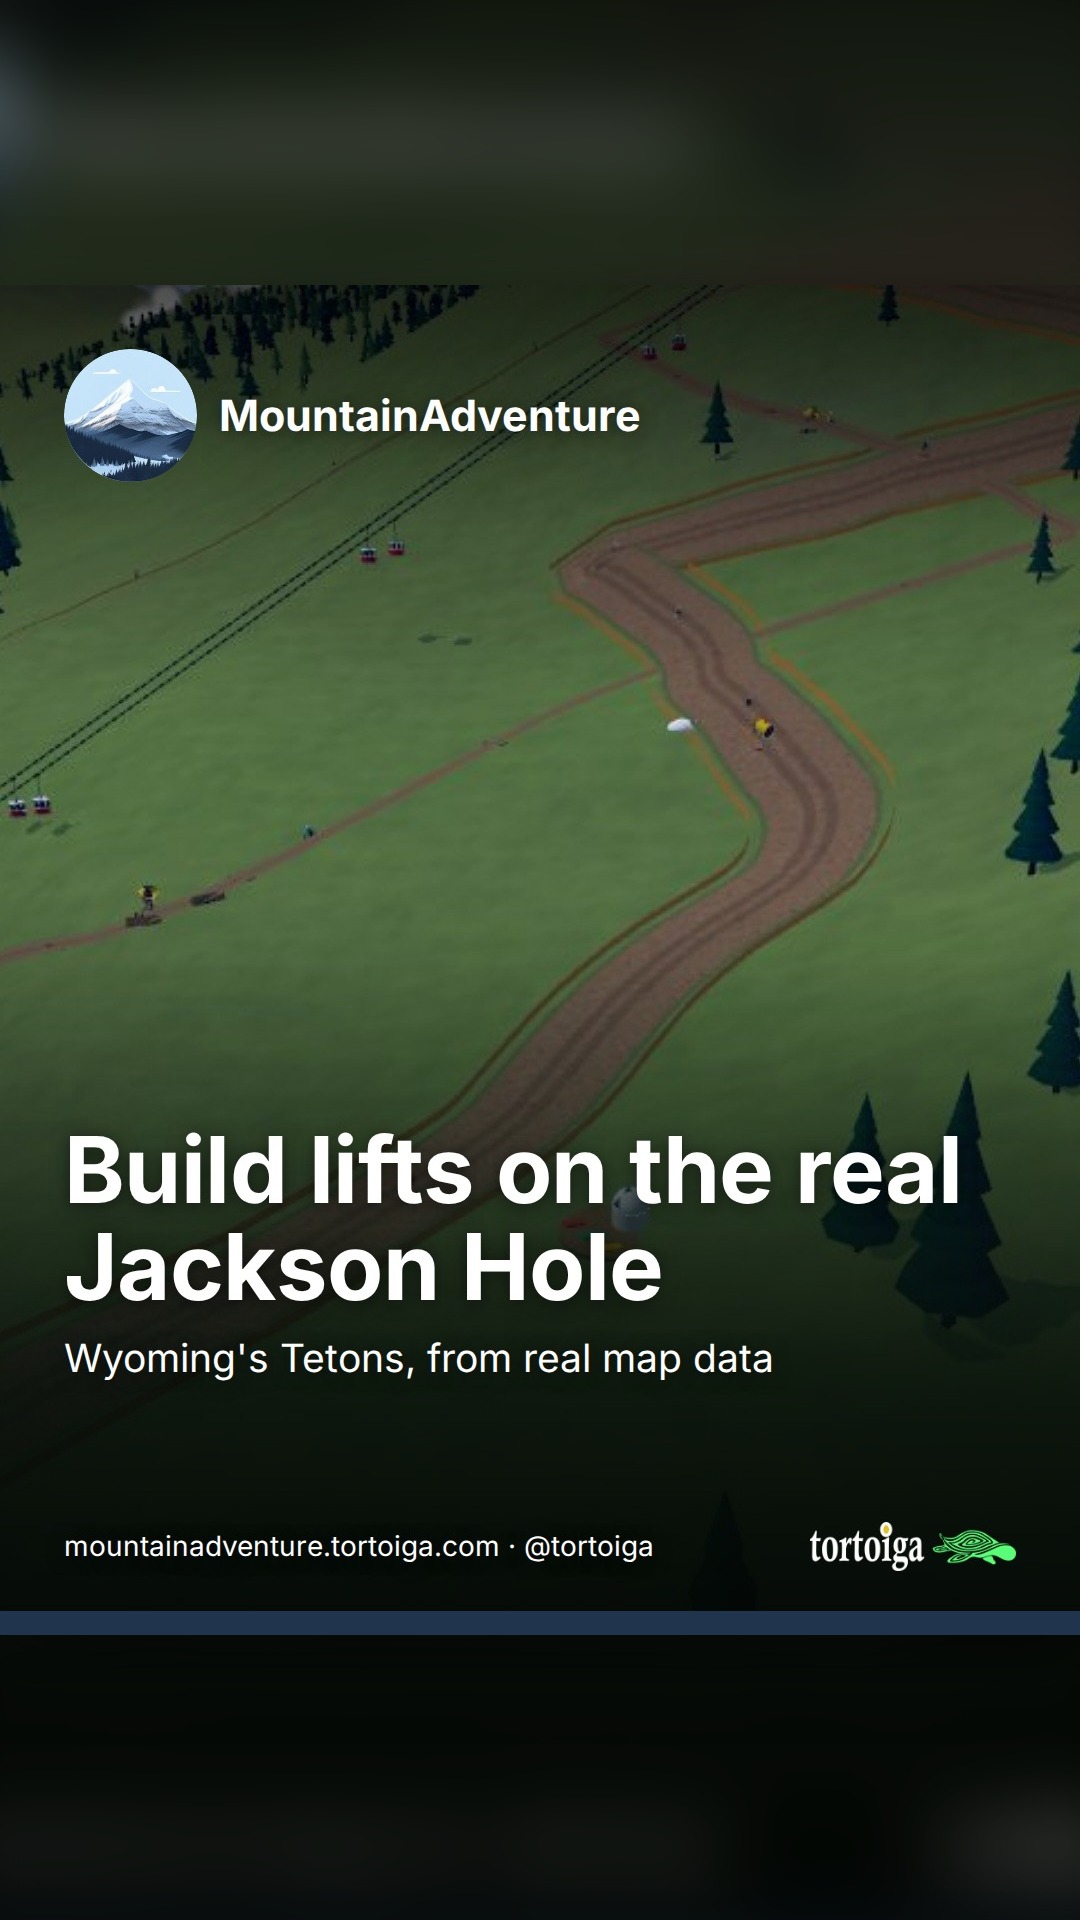 MountainAdventure
Build lifts on the real
Jackson Hole
Wyoming's Tetons, from real map data
mountainadventure.tortoiga.com · @tortoiga
tortoiga